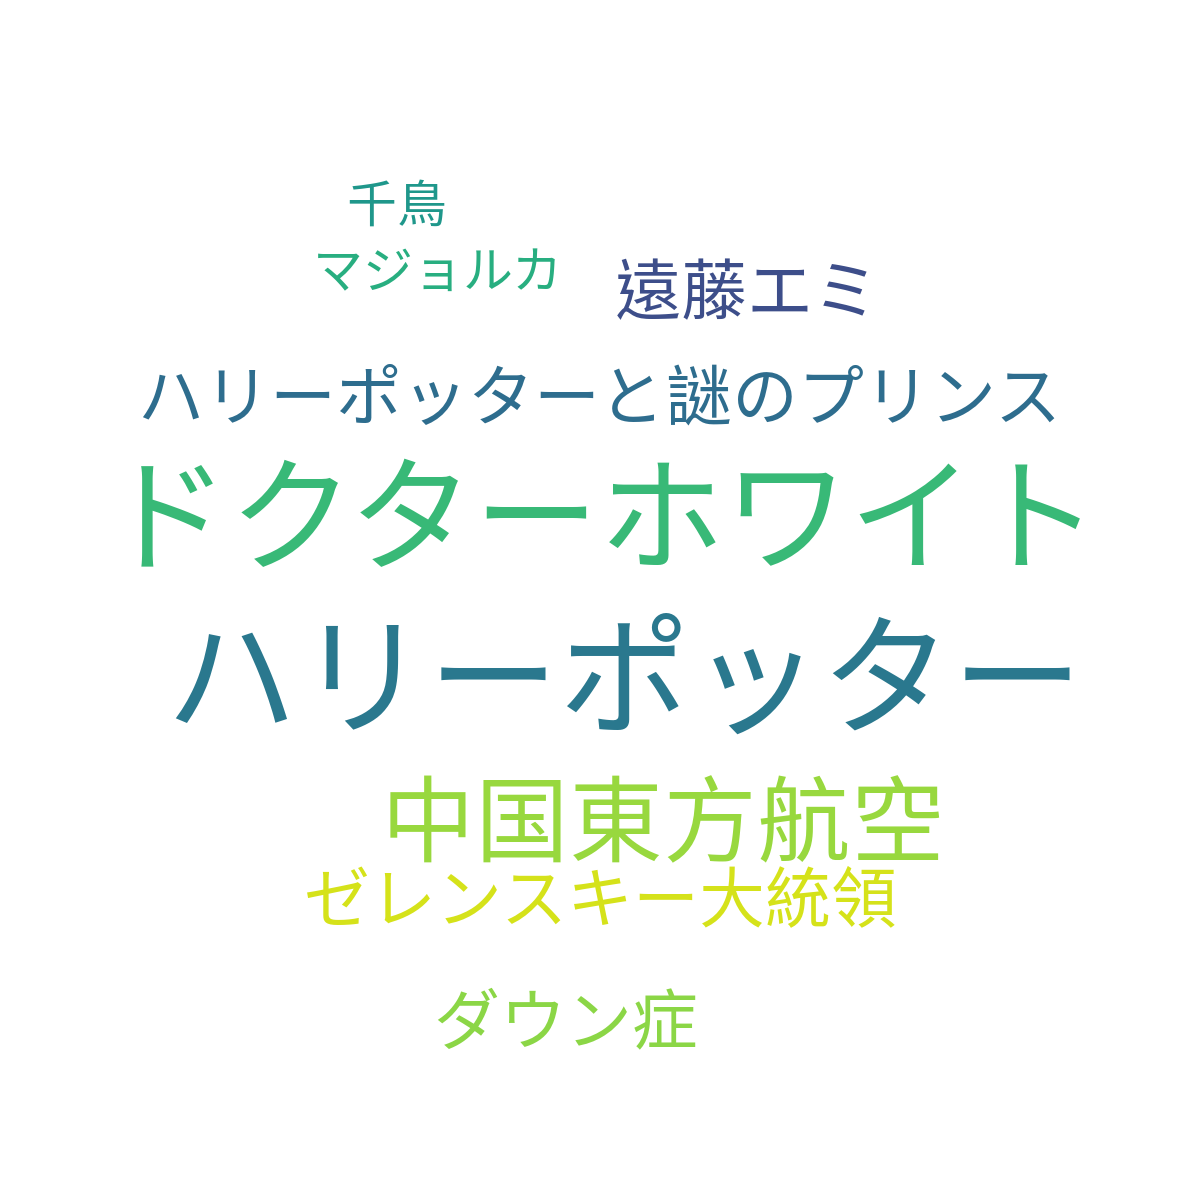 千鳥
マジョルカ
遠藤エミ
ハリーポッターと謎のプリンス
ドクターホワイト
ハリーポッター
中国東方航空
ゼレンスキー大統領
ダウン症